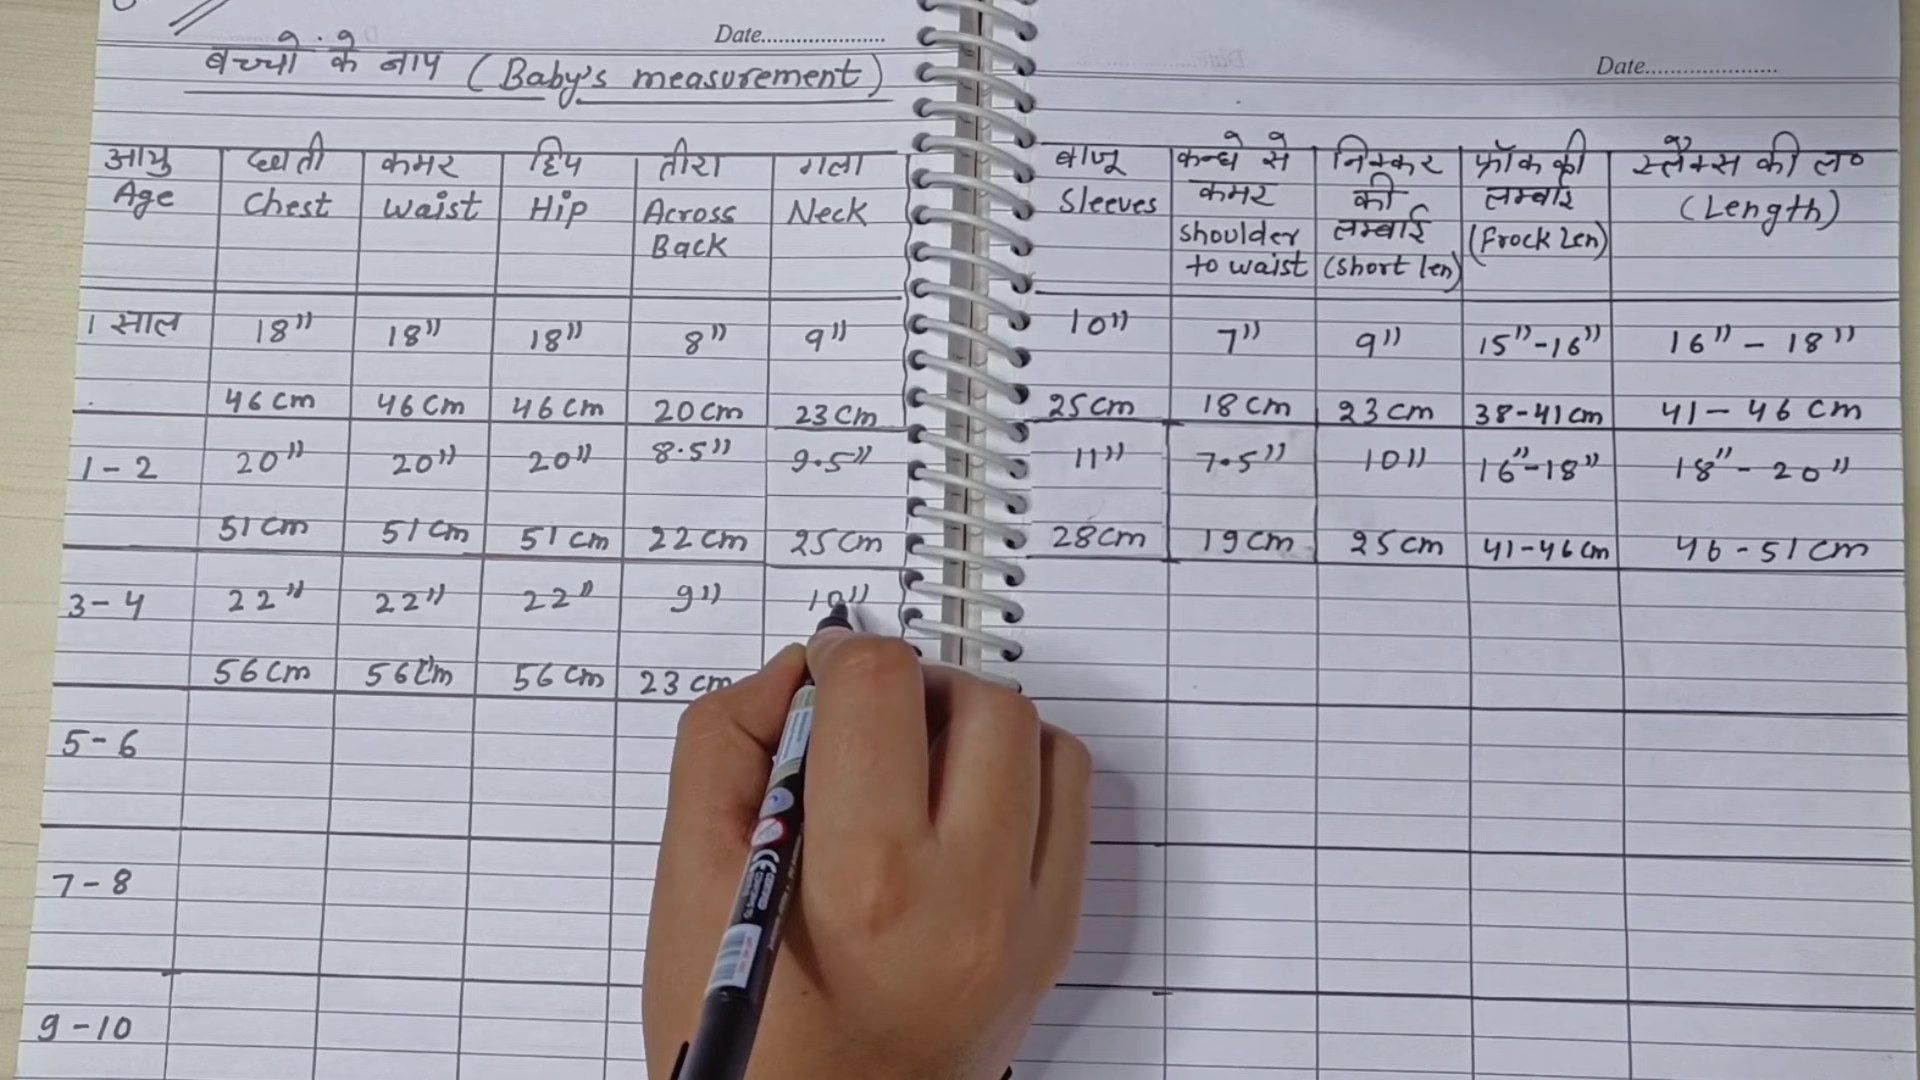 Date....................
बच्चो के नाप (Baby's measurement)
आयु छाती कमर हिप तीरा गला
Age Chest Waist Hip Across Neck
Back
1 साल 18" 18" 18" 8" 9"
46 Cm 46 Cm 46 Cm 20 Cm 23 Cm
1-2 20" 20" 20" 8.5" 9.5"
51 Cm 51 Cm 51 Cm 22 Cm 25 Cm
3-4 22" 22" 22" 9" 10"
56 Cm 56 Cm 56 Cm 23 Cm
5-6
7-8
9-10
Date.....................
बाजू कन्धे से निक्कर फ्रॉक की स्लैक्स की ल०
Sleeves कमर की लम्बाई (Length)
shoulder लम्बाई (Frock Len)
to waist (short len)
10" 7" 9" 15"-16" 16" - 18"
25 Cm 18 Cm 23 Cm 38-41 Cm 41 - 46 Cm
11" 7.5" 10" 16"-18" 18" - 20"
28 Cm 19 Cm 25 Cm 41-46 Cm 46 - 51 Cm